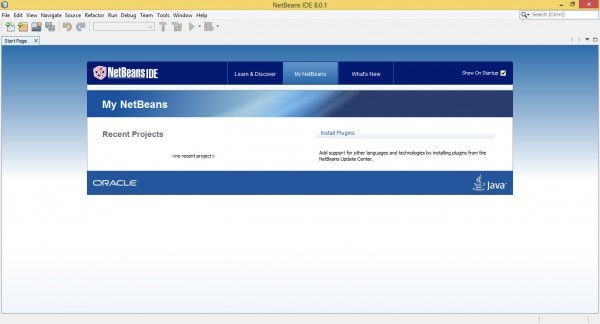 NetBeans IDE 8.0.1
File Edit View Navigate Source Refactor Run Debug Team Tools Window Help
Search (Ctrl+I)
Start Page
NetBeans IDE
Learn & Discover
My NetBeans
What's New
Show On Startup
My NetBeans
Recent Projects
<no recent project>
Install Plugins
Add support for other languages and technologies by installing plugins from the
NetBeans Update Center.
ORACLE
Java